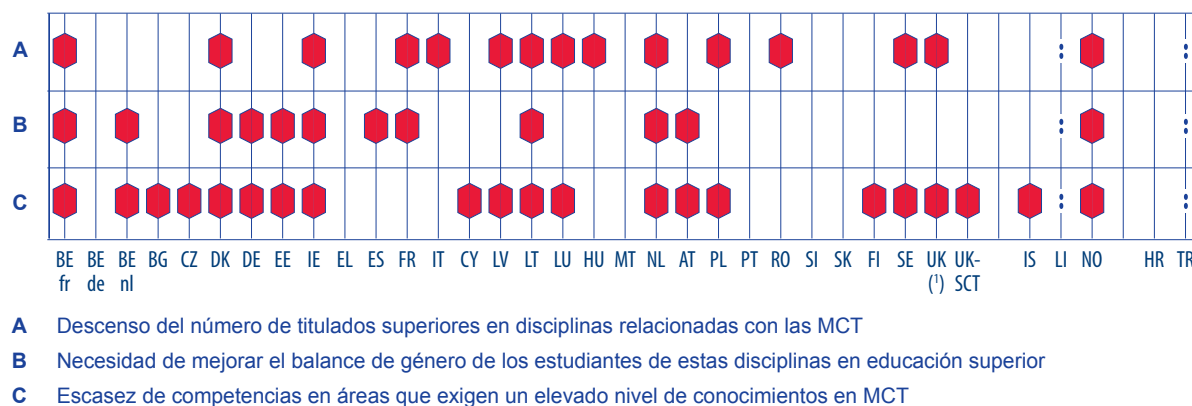 A
B
C
BE BE BE BG CZ DK DE EE IE EL ES FR IT CY LV LT LU HU MT NL AT PL PT RO SI SK FI SE UK UK- IS LI NO HR TR
fr de nl (¹) SCT
A Descenso del número de titulados superiores en disciplinas relacionadas con las MCT
B Necesidad de mejorar el balance de género de los estudiantes de estas disciplinas en educación superior
C Escasez de competencias en áreas que exigen un elevado nivel de conocimientos en MCT